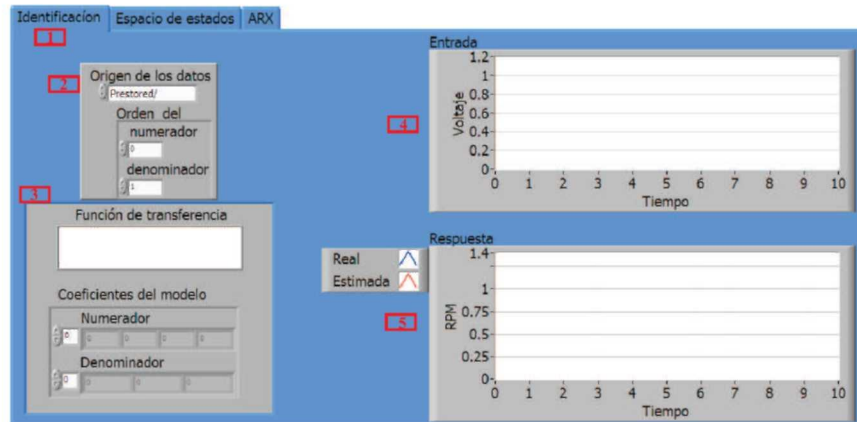 Identificacíon Espacio de estados ARX
1
2
Origen de los datos
Prestored/
Orden del
numerador
0
denominador
1
3
Función de transferencia
Coeficientes del modelo
Numerador
0 0 0 0 0
Denominador
0 0 0 0
Entrada
4
Voltaje
1.2
1
0.8
0.6
0.4
0.2
0
0 1 2 3 4 5 6 7 8 9 10
Tiempo
Respuesta
Real
Estimada
5
RPM
1.4
1
0.75
0.5
0.25
0
0 1 2 3 4 5 6 7 8 9 10
Tiempo